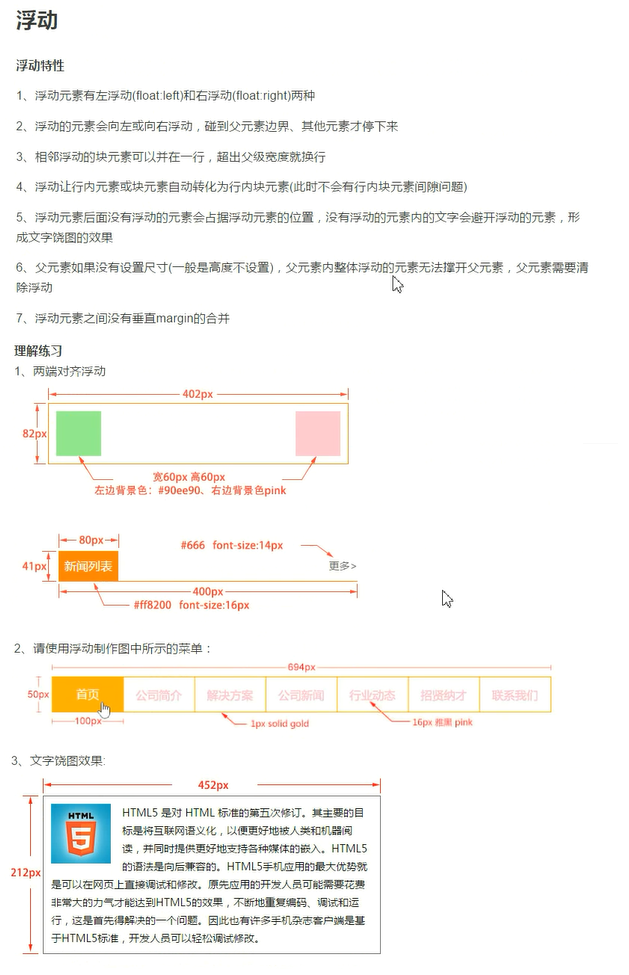 浮动
浮动特性
1、浮动元素有左浮动(float:left)和右浮动(float:right)两种
2、浮动的元素会向左或向右浮动，碰到父元素边界、其他元素才停下来
3、相邻浮动的块元素可以并在一行，超出父级宽度就换行
4、浮动让行内元素或块元素自动转化为行内块元素(此时不会有行内块元素间隙问题)
5、浮动元素后面没有浮动的元素会占据浮动元素的位置，没有浮动的元素内的文字会避开浮动的元素，形
成文字饶图的效果
6、父元素如果没有设置尺寸(一般是高度不设置)，父元素内整体浮动的元素无法撑开父元素，父元素需要清
除浮动
7、浮动元素之间没有垂直margin的合并
理解练习
1、两端对齐浮动
402px
82px
宽60px 高60px
左边背景色：#90ee90、右边背景色pink
80px
#666 font-size:14px
41px
新闻列表
更多>
400px
#ff8200 font-size:16px
2、请使用浮动制作图中所示的菜单：
694px
50px
首页 公司简介 解决方案 公司新闻 行业动态 招贤纳才 联系我们
100px
1px solid gold
16px 雅黑 pink
3、文字饶图效果:
452px
212px
HTML
5
HTML5 是对 HTML 标准的第五次修订。其主要的目
标是将互联网语义化，以便更好地被人类和机器阅
读，并同时提供更好地支持各种媒体的嵌入。HTML5
的语法是向后兼容的。HTML5手机应用的最大优势就
是可以在网页上直接调试和修改。原先应用的开发人员可能需要花费
非常大的力气才能达到HTML5的效果，不断地重复编码、调试和运
行，这是首先得解决的一个问题。因此也有许多手机杂志客户端是基
于HTML5标准，开发人员可以轻松调试修改。